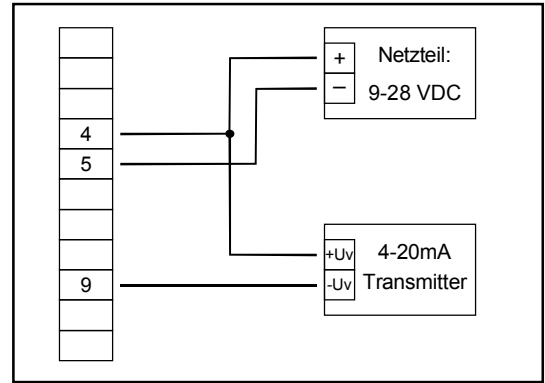 4
5
9
+
−
Netzteil:
9-28 VDC
+Uv
-Uv
4-20mA
Transmitter